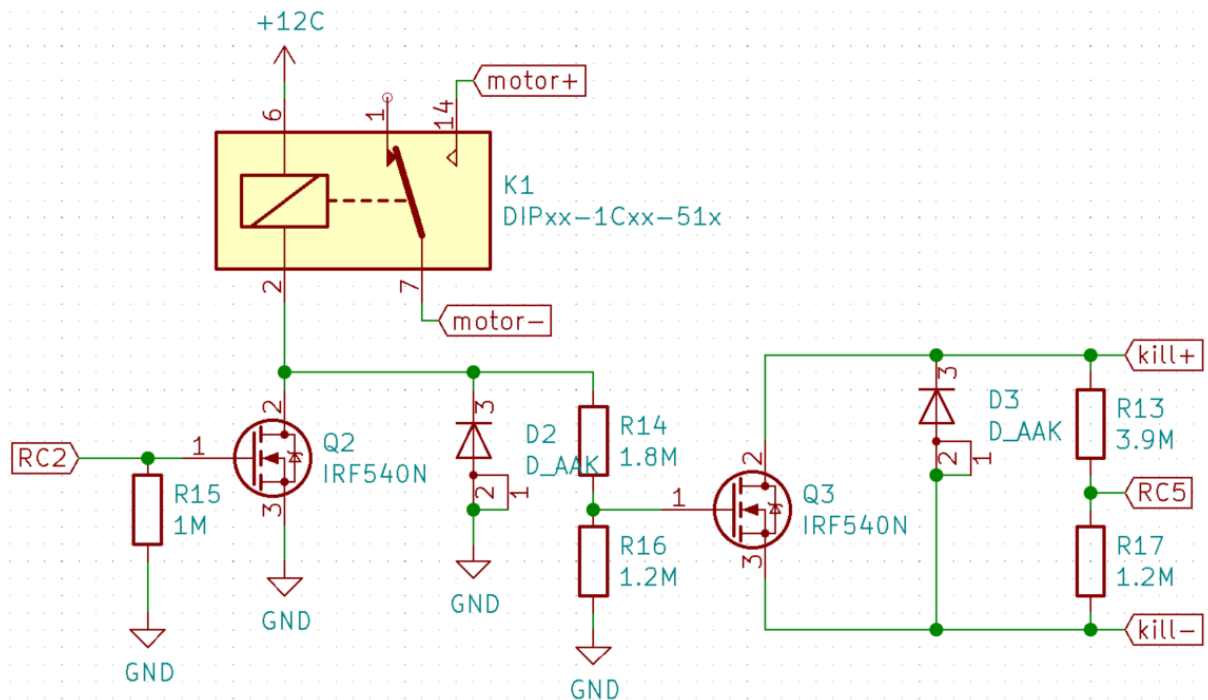 +12C
6
1
14
motor+
K1
DIPxx-1Cxx-51x
2
7
motor-
kill+
3
3
2
R14
1.8M
D3
D_AAK
R13
3.9M
Q2
IRF540N
D2
D_AAK
RC2
1
2
1
2
1
RC5
R15
1M
3
1
Q3
IRF540N
2
R16
1.2M
R17
1.2M
3
GND
GND
GND
kill-
GND